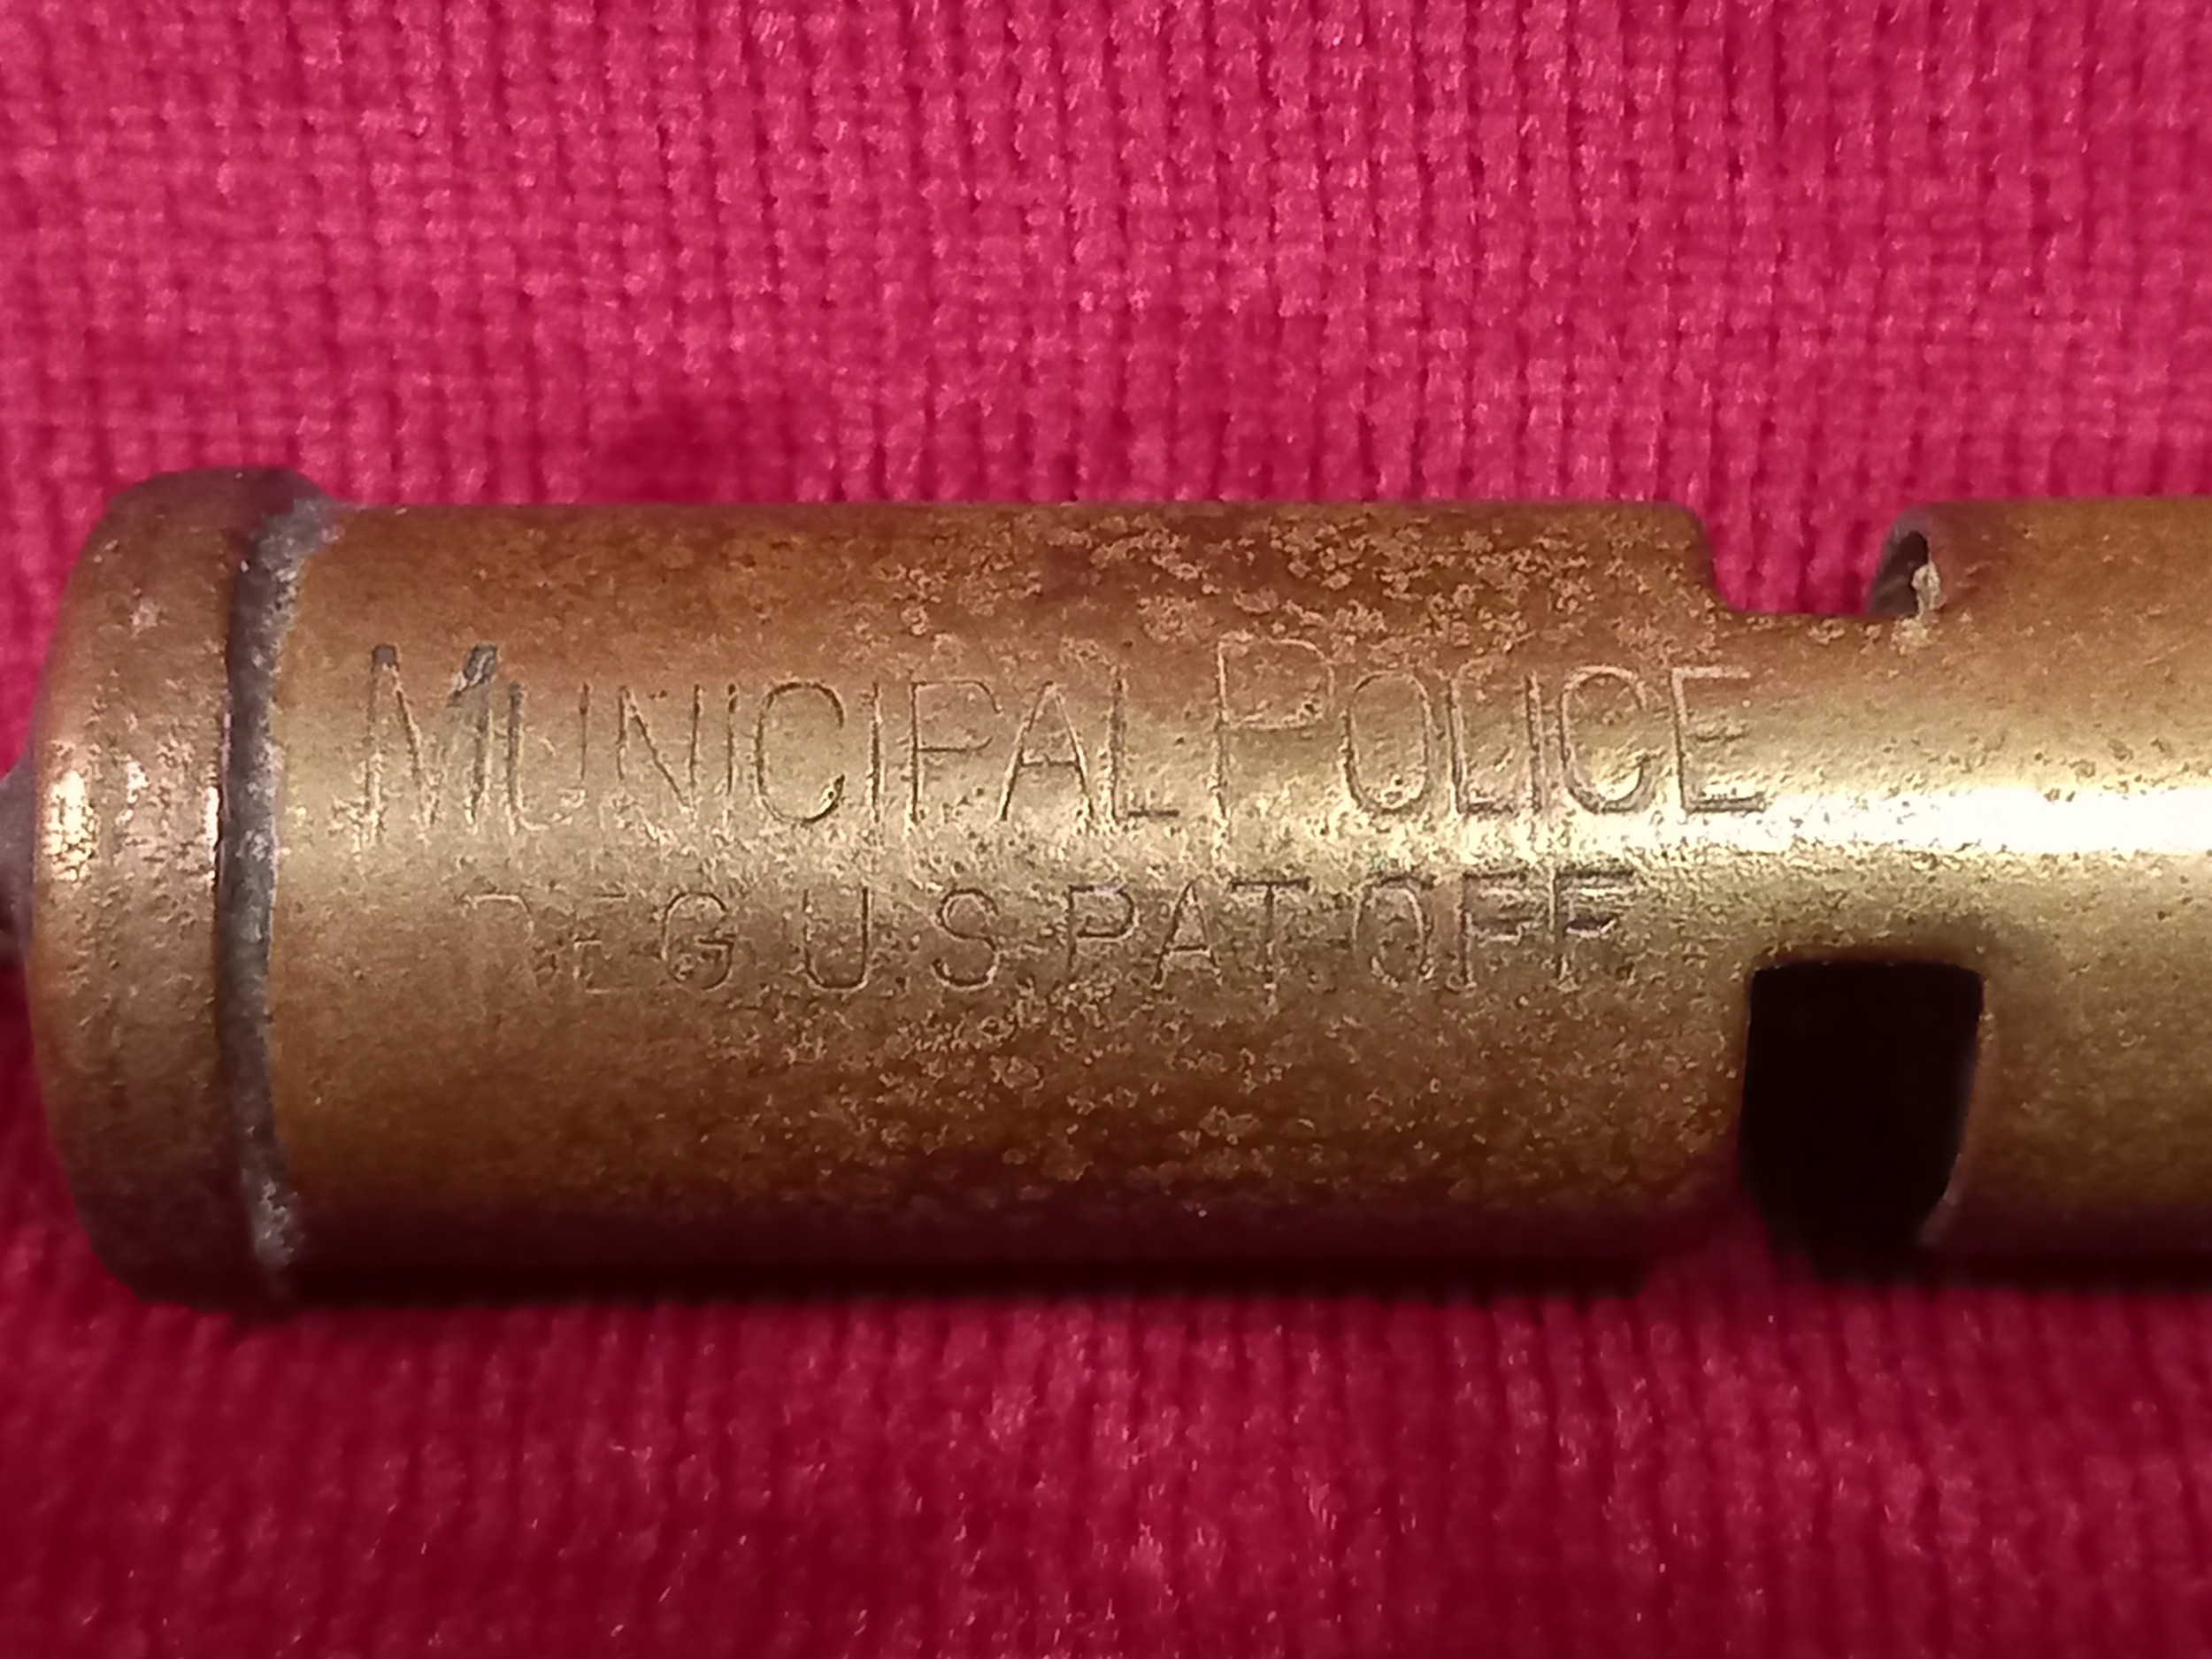 MUNICIPAL POLICE
REG U.S. PAT. OFF.